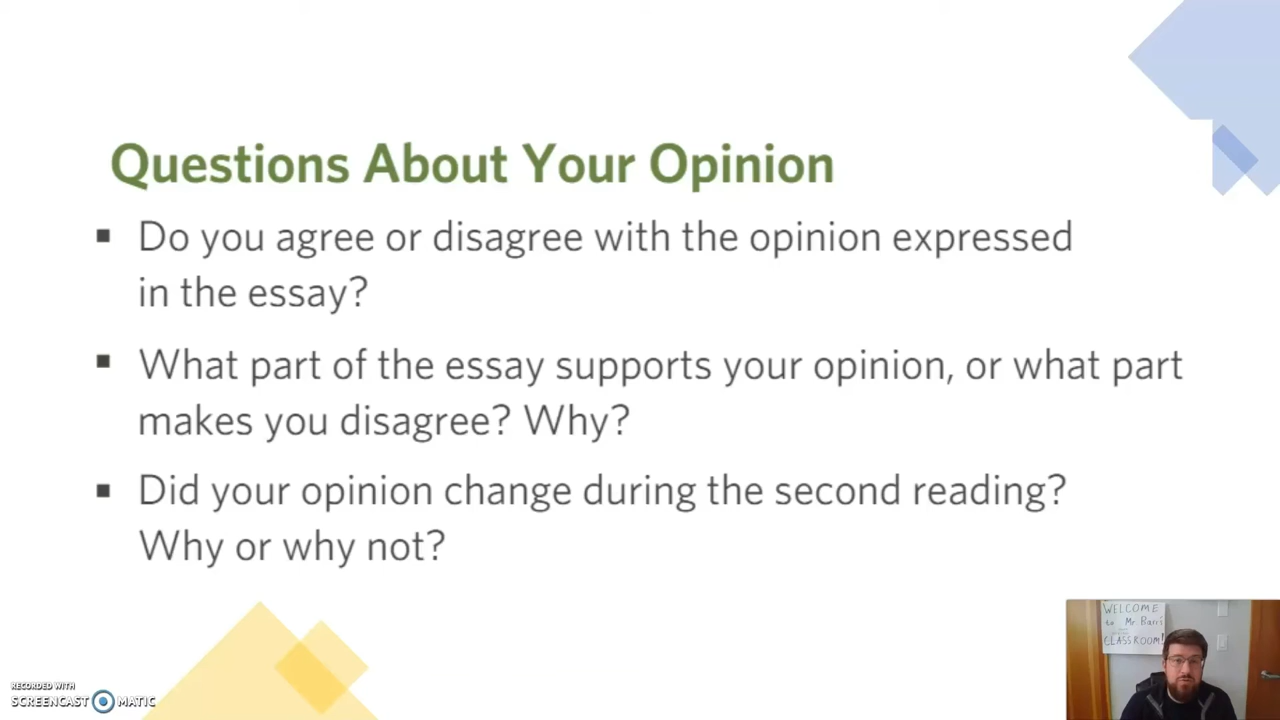 Questions About Your Opinion
▪ Do you agree or disagree with the opinion expressed
in the essay?
▪ What part of the essay supports your opinion, or what part
makes you disagree? Why?
▪ Did your opinion change during the second reading?
Why or why not?
WELCOME
to Mr Barr's
CLASSROOM!
RECORDED WITH
SCREENCAST MATIC